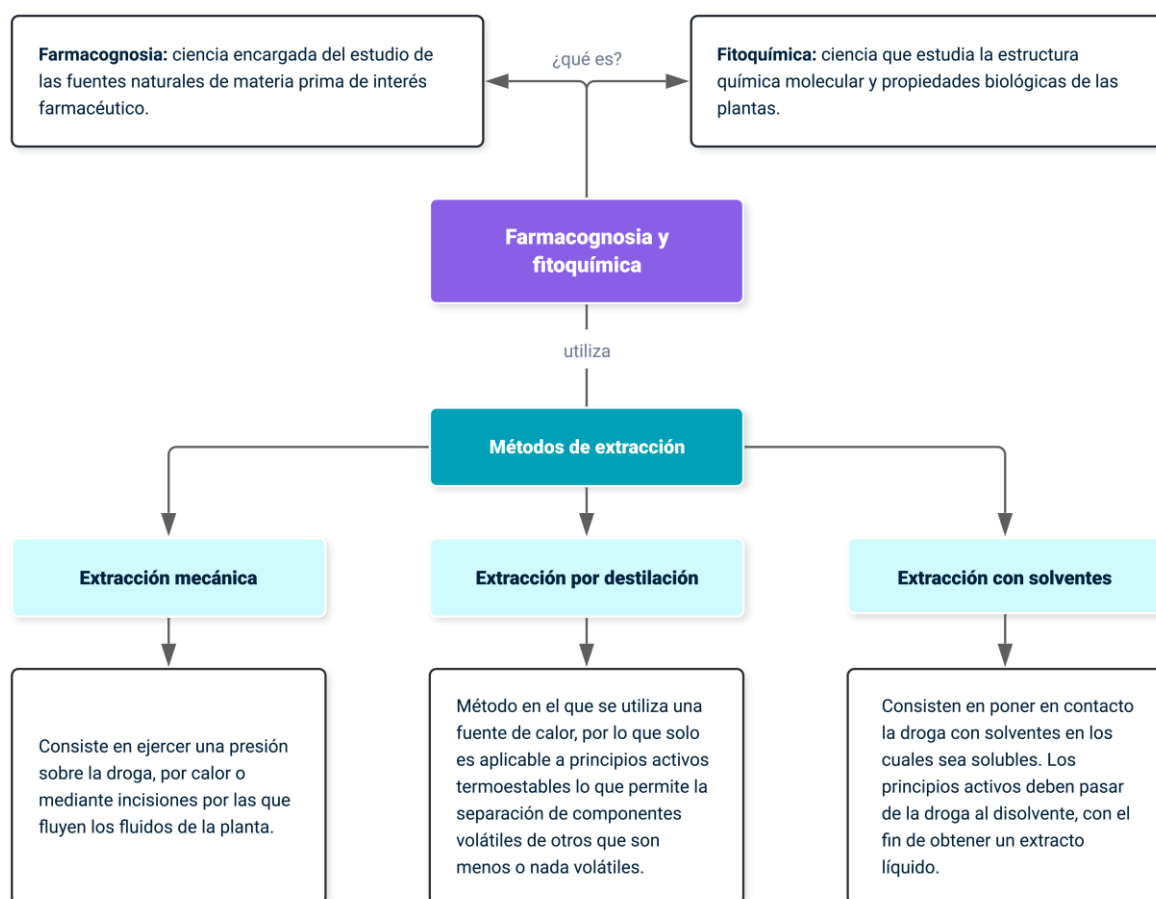 Farmacognosia: ciencia encargada del estudio de
las fuentes naturales de materia prima de interés
farmacéutico.
¿qué es?
Fitoquímica: ciencia que estudia la estructura
química molecular y propiedades biológicas de las
plantas.
Farmacognosia y
fitoquímica
utiliza
Métodos de extracción
Extracción mecánica
Extracción por destilación
Extracción con solventes
Consiste en ejercer una presión
sobre la droga, por calor o
mediante incisiones por las que
fluyen los fluidos de la planta.
Método en el que se utiliza una
fuente de calor, por lo que solo
es aplicable a principios activos
termoestables lo que permite la
separación de componentes
volátiles de otros que son
menos o nada volátiles.
Consisten en poner en contacto
la droga con solventes en los
cuales sea solubles. Los
principios activos deben pasar
de la droga al disolvente, con el
fin de obtener un extracto
líquido.